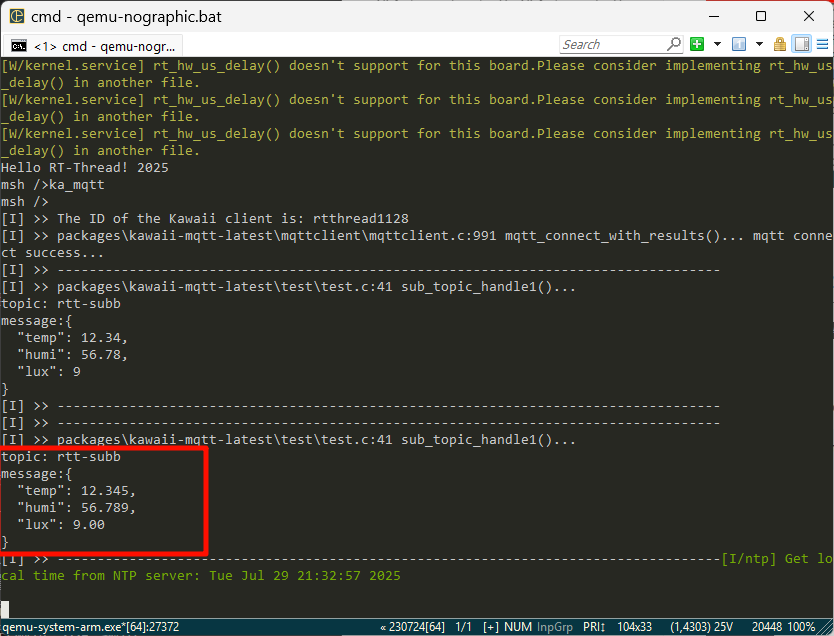 cmd - qemu-nographic.bat
<1> cmd - qemu-nogr...
Search
[W/kernel.service] rt_hw_us_delay() doesn't support for this board.Please consider implementing rt_hw_us
_delay() in another file.
[W/kernel.service] rt_hw_us_delay() doesn't support for this board.Please consider implementing rt_hw_us
_delay() in another file.
[W/kernel.service] rt_hw_us_delay() doesn't support for this board.Please consider implementing rt_hw_us
_delay() in another file.
Hello RT-Thread! 2025
msh />ka_mqtt
msh />
[I] >> The ID of the Kawaii client is: rtthread1128
[I] >> packages\kawaii-mqtt-latest\mqttclient\mqttclient.c:991 mqtt_connect_with_results()... mqtt conne
ct success...
[I] >> -----------------------------------------------------------------------------------
[I] >> packages\kawaii-mqtt-latest\test\test.c:41 sub_topic_handle1()...
topic: rtt-subb
message:{
  "temp": 12.34,
  "humi": 56.78,
  "lux": 9
}
[I] >> -----------------------------------------------------------------------------------
[I] >> -----------------------------------------------------------------------------------
[I] >> packages\kawaii-mqtt-latest\test\test.c:41 sub_topic_handle1()...
topic: rtt-subb
message:{
  "temp": 12.345,
  "humi": 56.789,
  "lux": 9.00
}
[I] >> -----------------------------------------------------------------------------------[I/ntp] Get lo
cal time from NTP server: Tue Jul 29 21:32:57 2025
qemu-system-arm.exe*[64]:27372 « 230724[64] 1/1 [+] NUM InpGrp PRI↕ 104x33 (1,4303) 25V 20448 100%